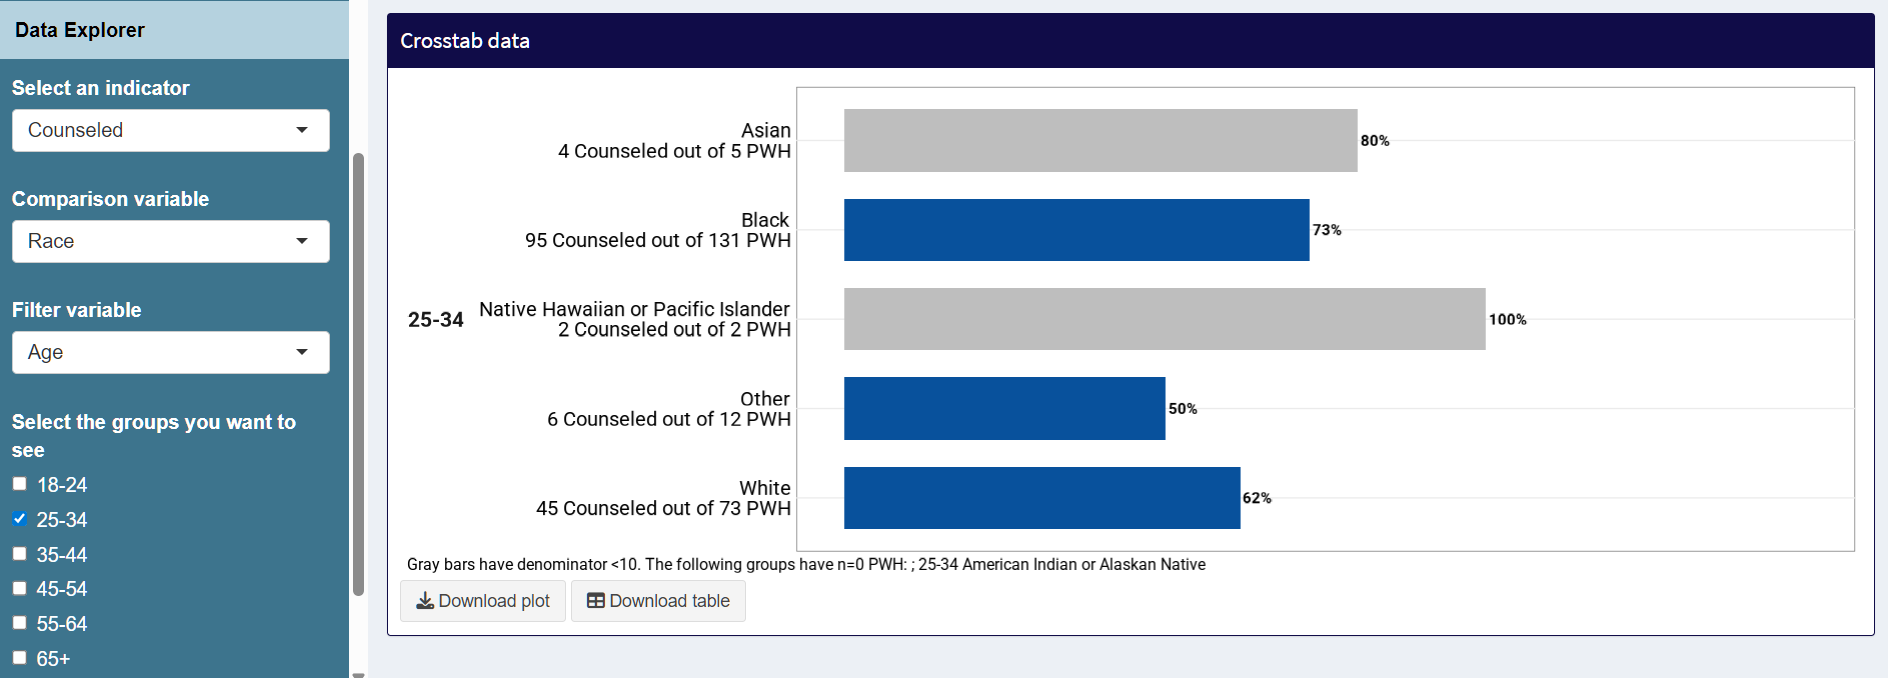 Data Explorer
Select an indicator
Counseled
Comparison variable
Race
Filter variable
Age
Select the groups you want to
see
18-24
25-34
35-44
45-54
55-64
65+
Crosstab data
25-34
Asian
4 Counseled out of 5 PWH
80%
Black
95 Counseled out of 131 PWH
73%
Native Hawaiian or Pacific Islander
2 Counseled out of 2 PWH
100%
Other
6 Counseled out of 12 PWH
50%
White
45 Counseled out of 73 PWH
62%
Gray bars have denominator <10. The following groups have n=0 PWH: ; 25-34 American Indian or Alaskan Native
Download plot
Download table